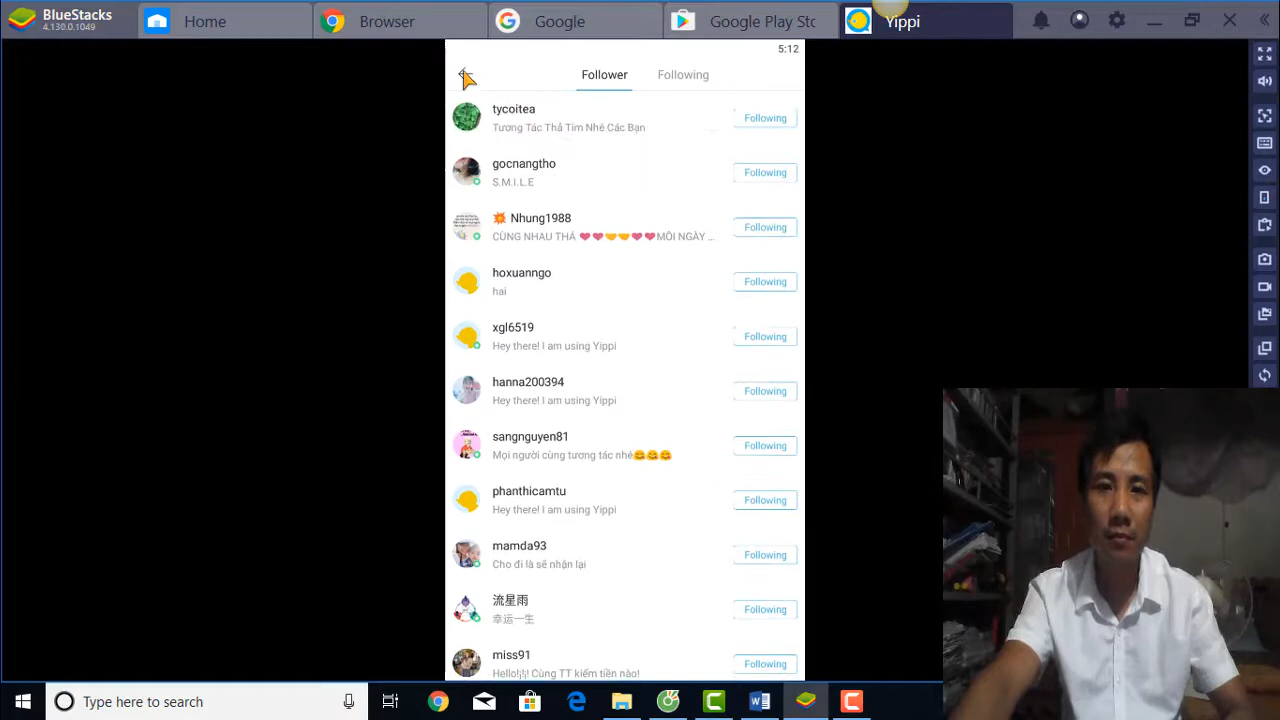 BlueStacks
4.130.0.1049
Home
Browser
Google
Google Play Stc
Yippi
5:12
Follower
Following
tycoitea
Tương Tác Thả Tim Nhé Các Bạn
Following
gocnangtho
S.M.I.L.E
Following
💥 Nhung1988
CÙNG NHAU THẢ ❤❤🤝🤝❤❤MỖI NGÀY ...
Following
hoxuanngo
hai
Following
xgl6519
Hey there! I am using Yippi
Following
hanna200394
Hey there! I am using Yippi
Following
sangnguyen81
Mọi người cùng tương tác nhé😋😋😋
Following
phanthicamtu
Hey there! I am using Yippi
Following
mamda93
Cho đi là sẽ nhận lại
Following
流星雨
幸运一生
Following
miss91
Hello!¡¡! Cùng TT kiếm tiền nào!
Following
Type here to search